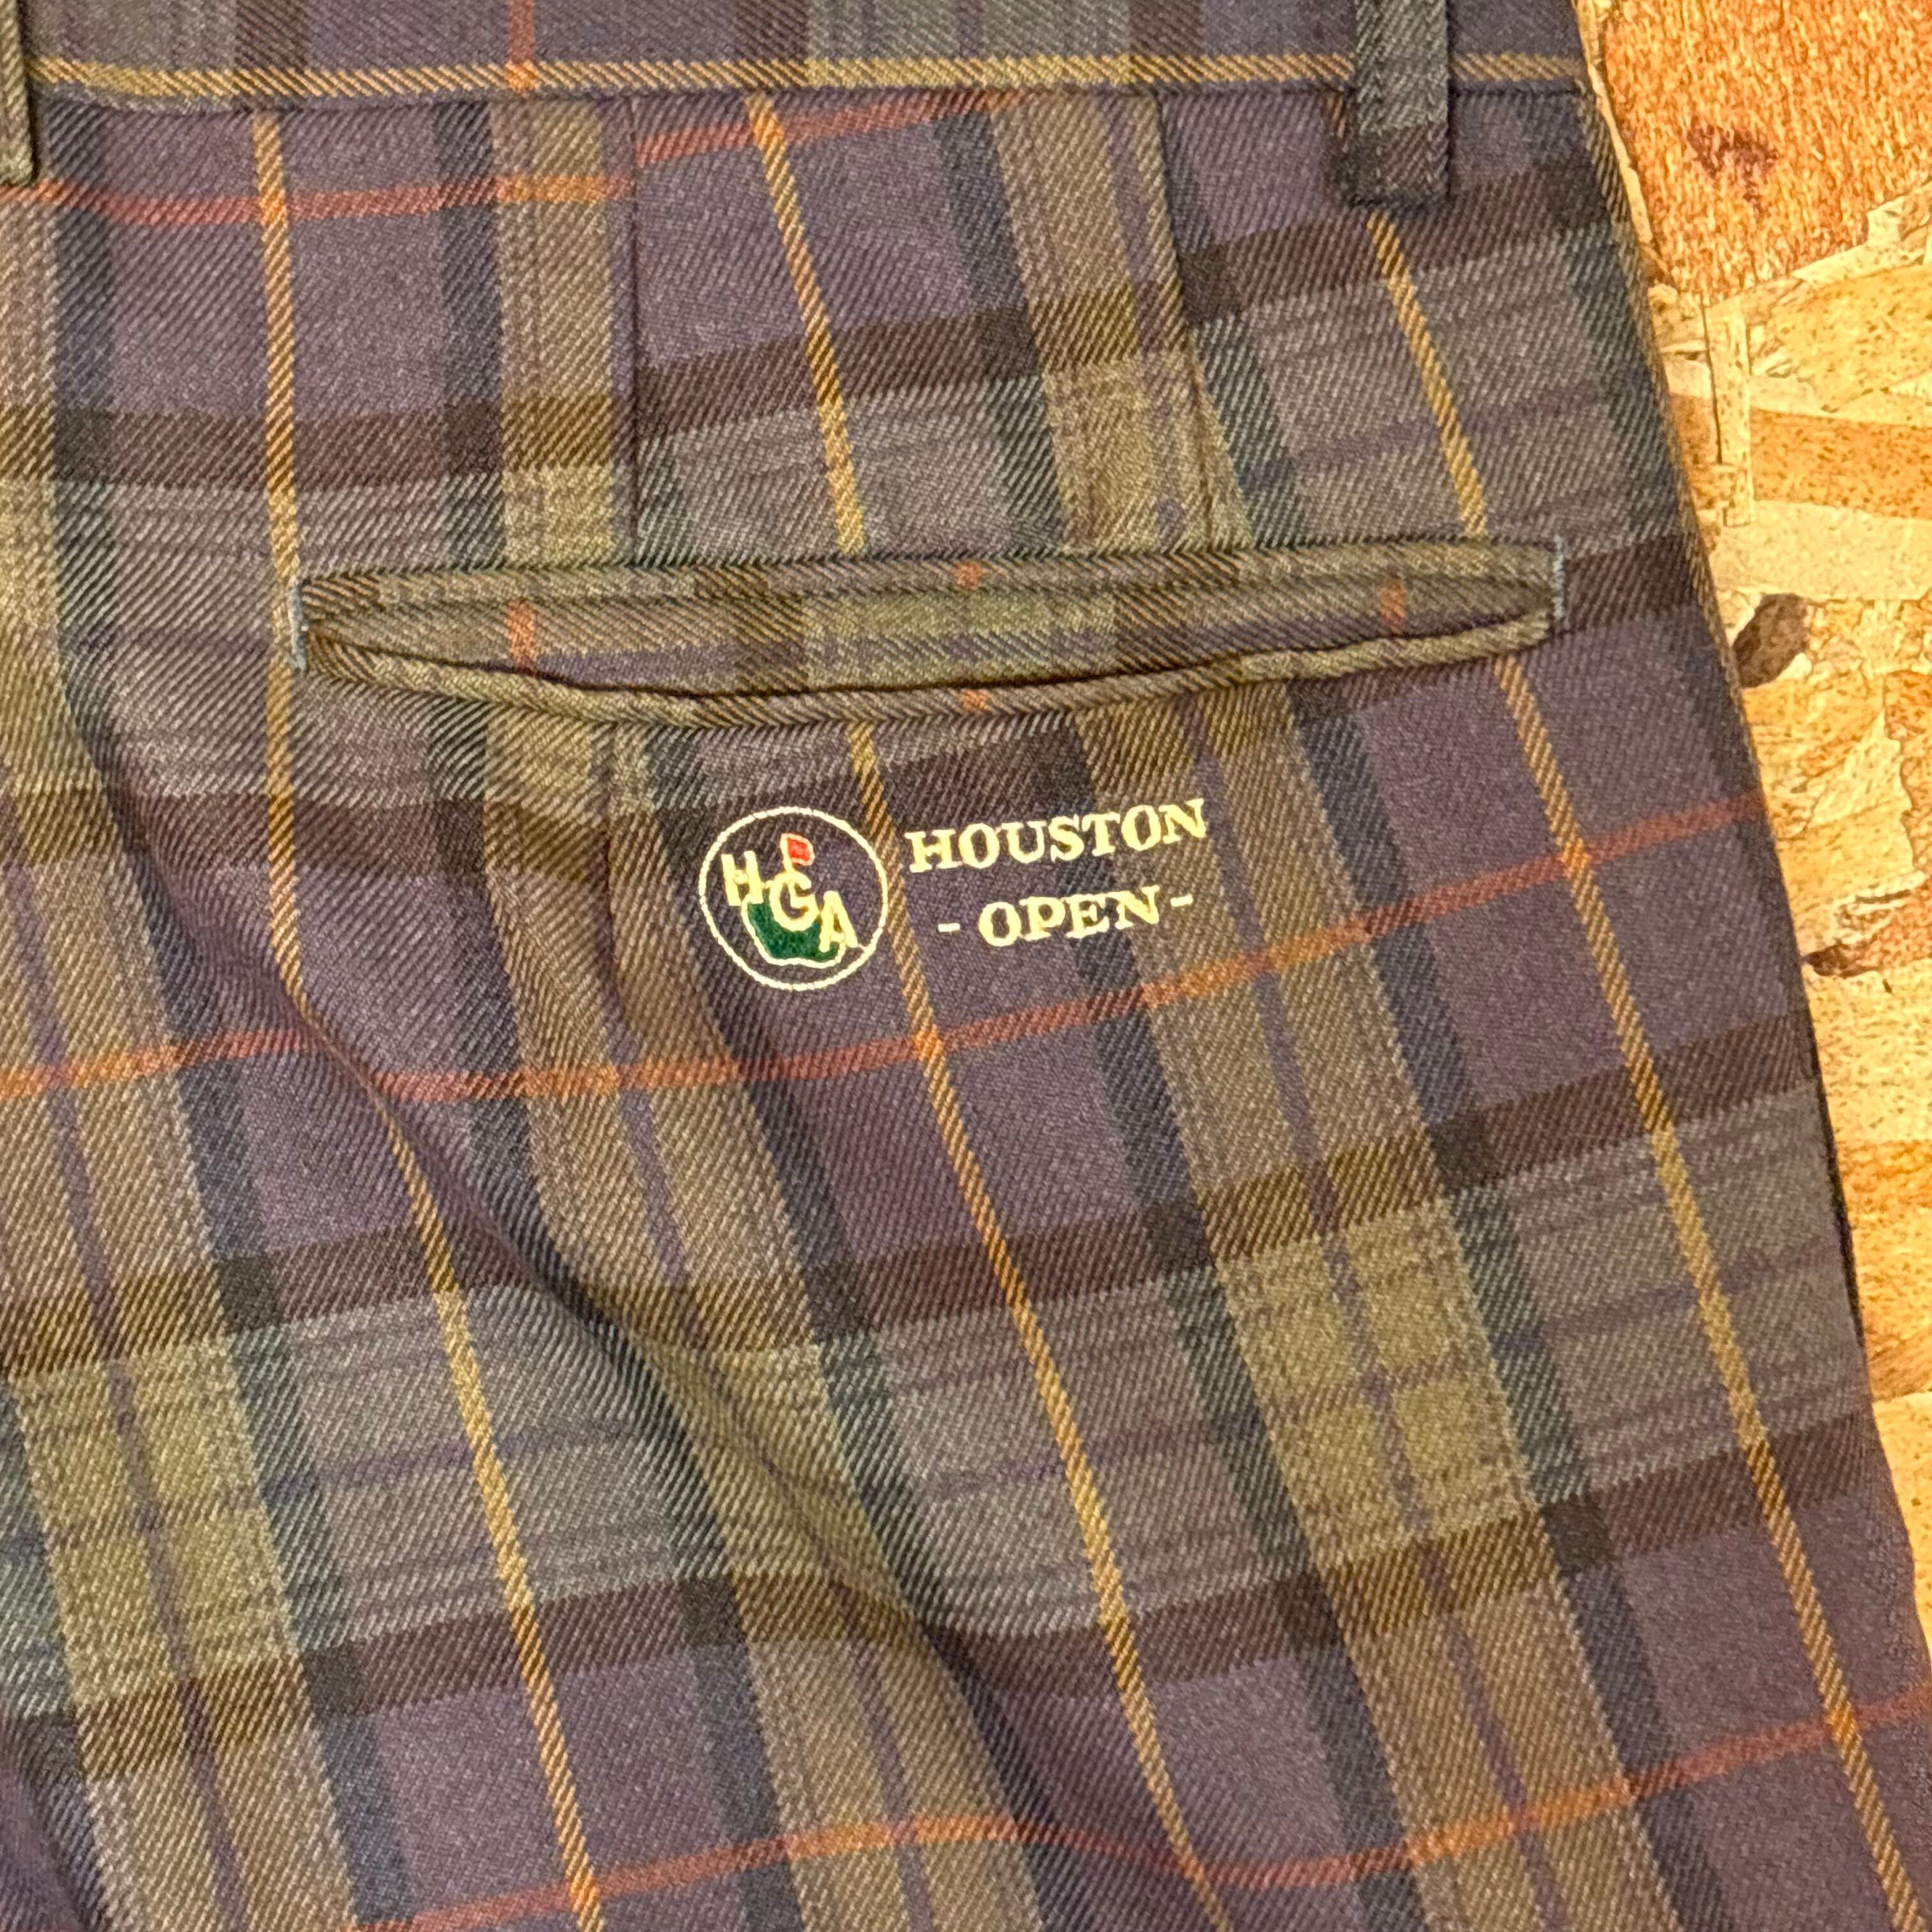 HGA
HOUSTON
- OPEN -